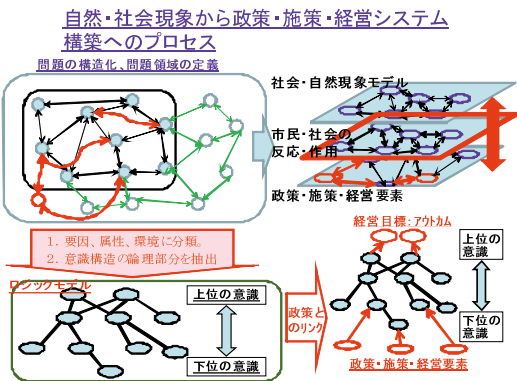 自然・社会現象から政策・施策・経営システム
構築へのプロセス
問題の構造化、問題領域の定義
社会・自然現象モデル
市民・社会の
反応・作用
政策・施策・経営要素
1. 要因、属性、環境に分類。
2. 意識構造の論理部分を抽出
ロジックモデル
上位の意識
下位の意識
政策と
のリンク
経営目標：アウトカム
上位の
意識
下位の
意識
政策・施策・経営要素